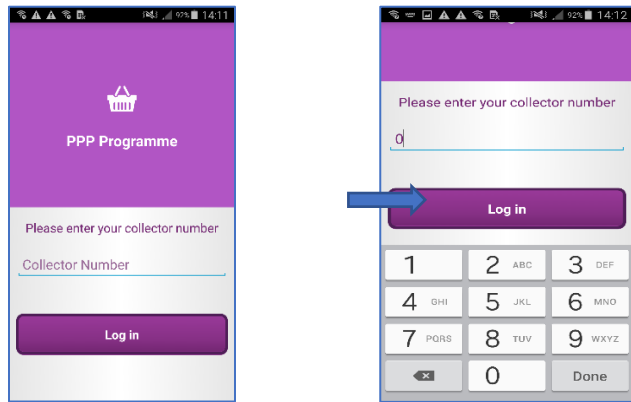 92% 14:11
PPP Programme
Please enter your collector number
Collector Number
Log in
92% 14:12
Please enter your collector number
0
Log in
1
2 ABC
3 DEF
4 GHI
5 JKL
6 MNO
7 PQRS
8 TUV
9 WXYZ
0
Done